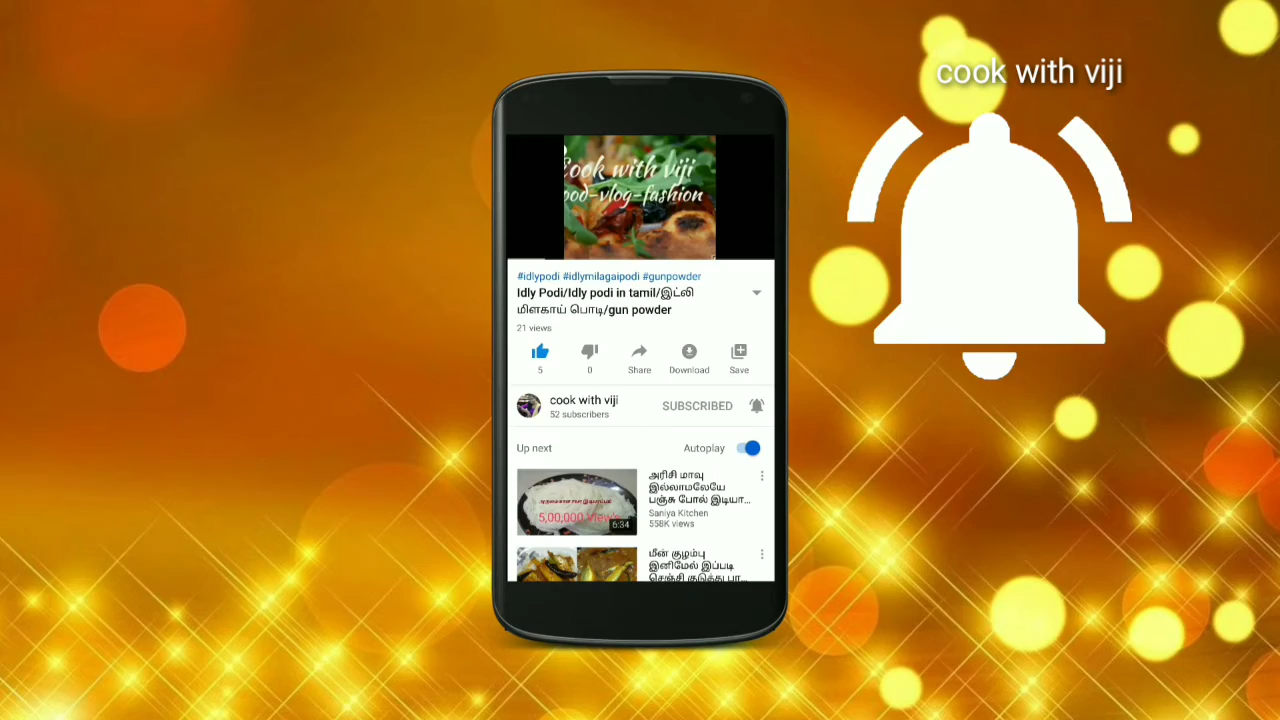 cook with viji
Cook with viji
ood-vlog-fashion
#idlypodi #idlymilagaipodi #gunpowder
Idly Podi/Idly podi in tamil/இட்லி
மிளகாய் பொடி/gun powder
21 views
5
0
Share
Download
Save
cook with viji
52 subscribers
SUBSCRIBED
Up next
Autoplay
அரிசி மாவு
இல்லாமலேயே
பஞ்சு போல் இடியா...
Saniya Kitchen
558K views
5,00,000 View's
6:34
மீன் குழம்பு
இனிமேல் இப்படி
செஞ்சி குடுத்து பா...